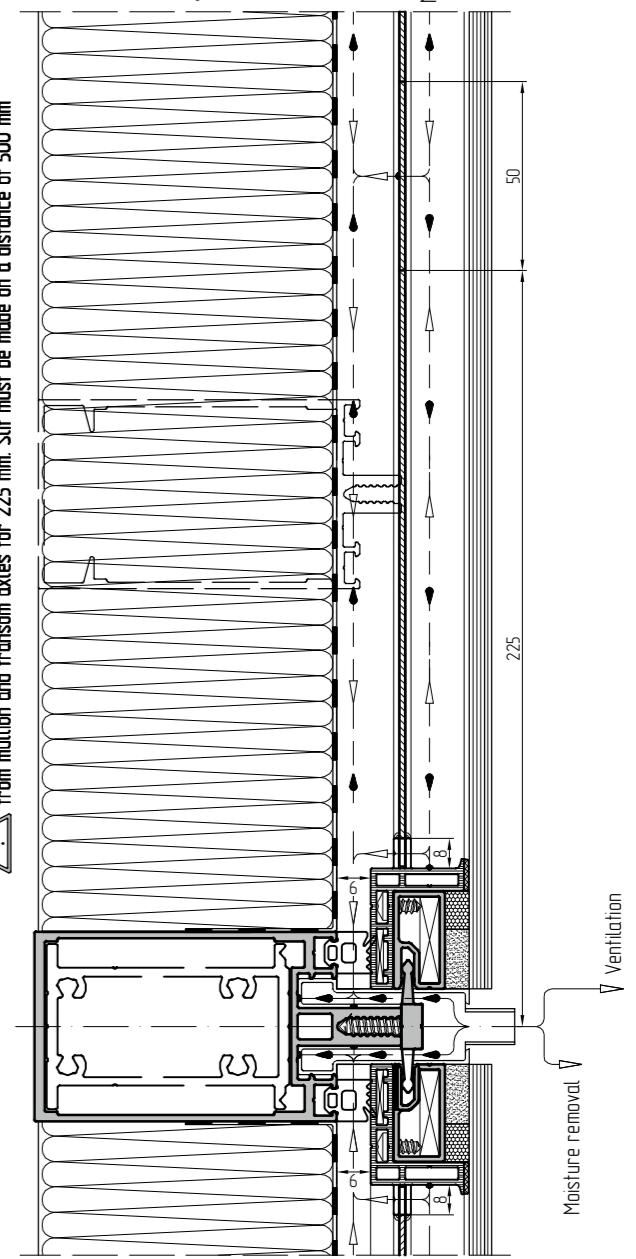 from mullion and transom axles for 225 mm. Slit must be made on a distance of 500 mm
50
225
8
6
6
8
Ventilation
Moisture removal